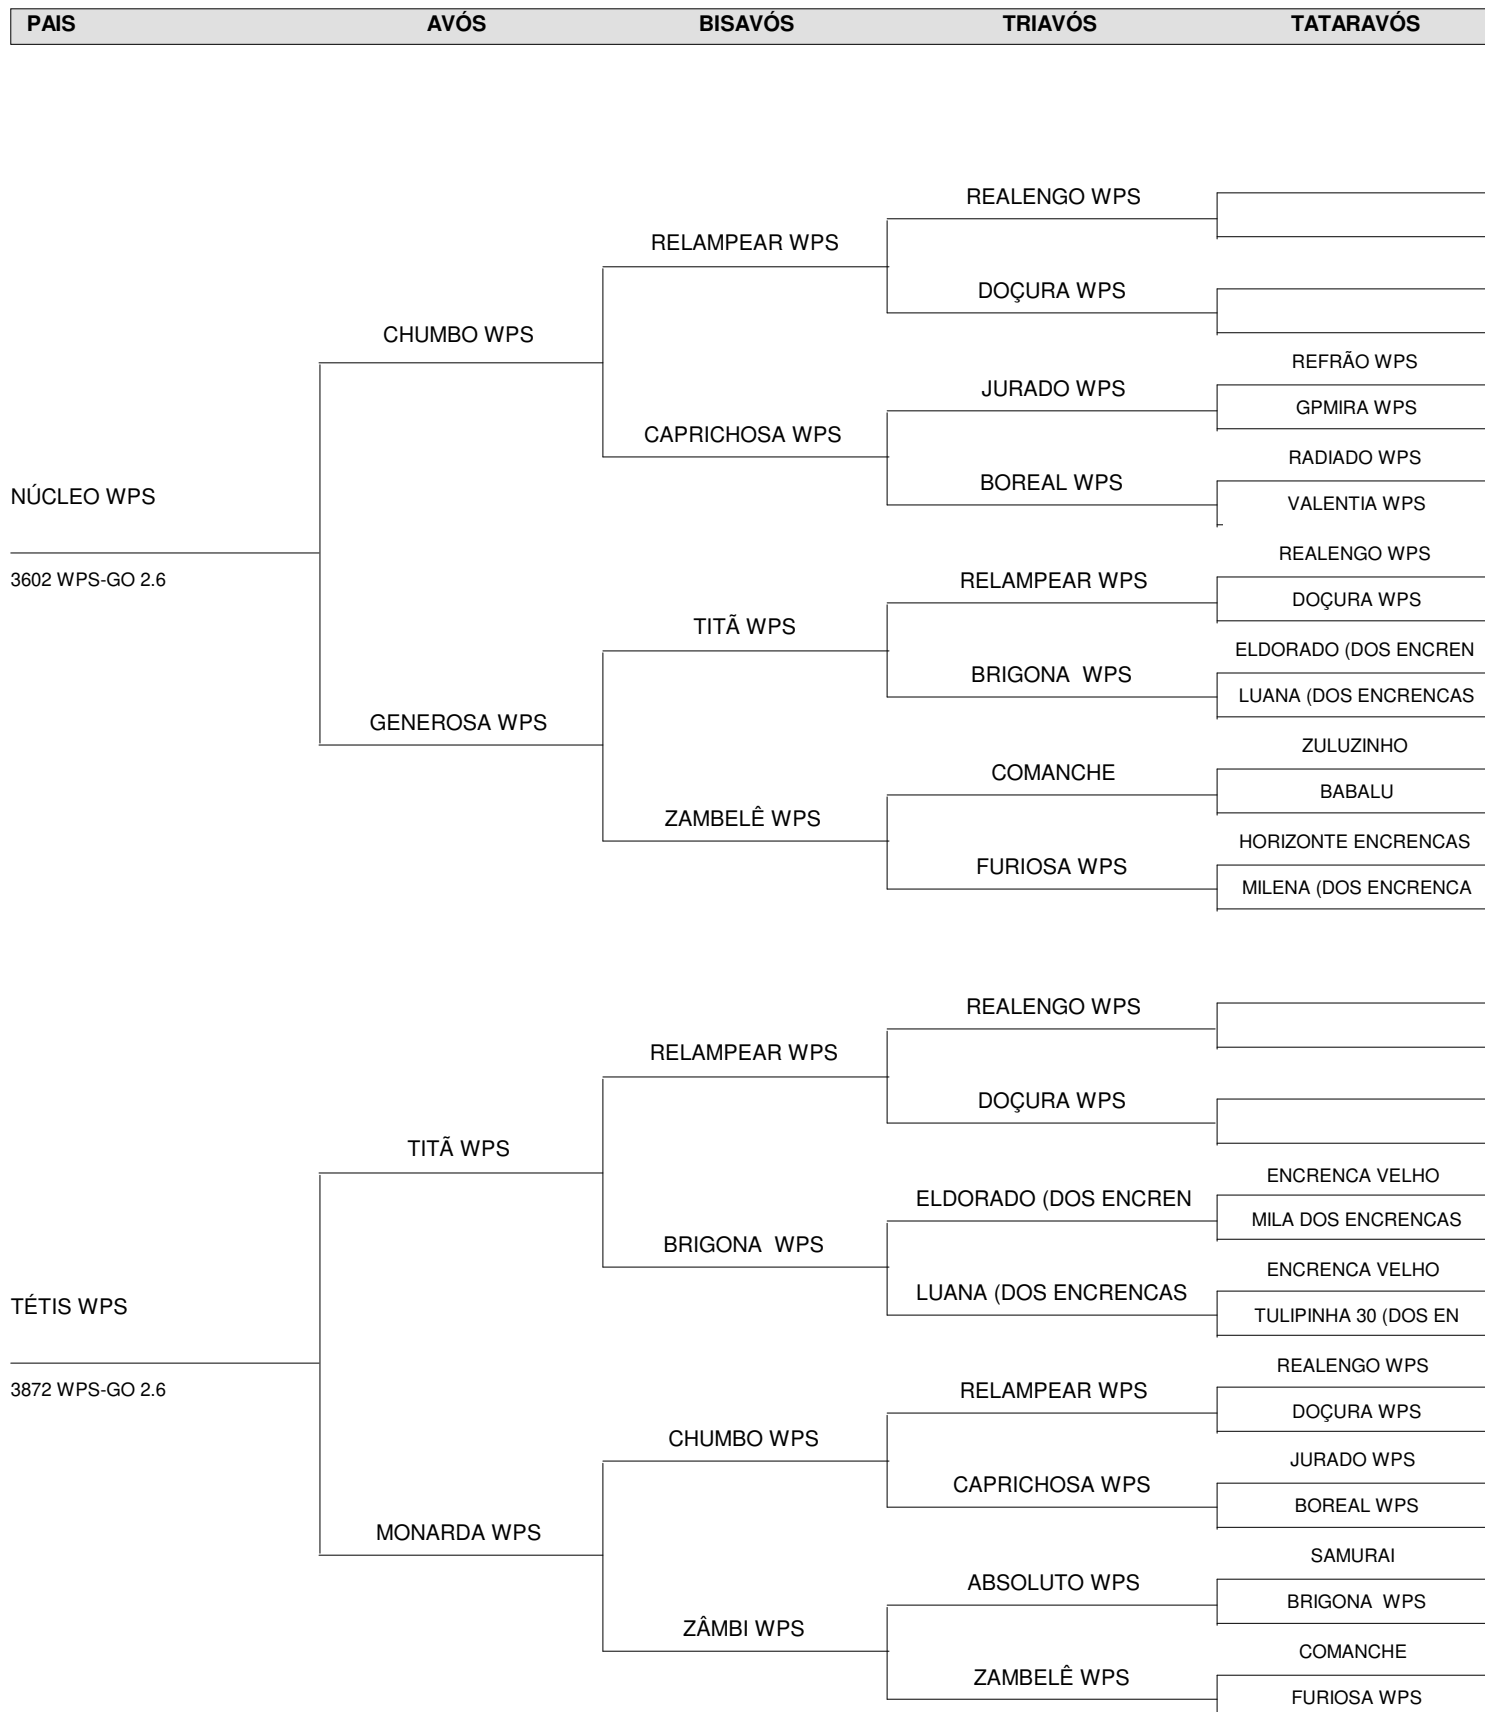 PAIS AVÓS BISAVÓS TRIAVÓS TATARAVÓS
REALENGO WPS
RELAMPEAR WPS
DOÇURA WPS
CHUMBO WPS
REFRÃO WPS
JURADO WPS
GPMIRA WPS
CAPRICHOSA WPS
RADIADO WPS
BOREAL WPS
NÚCLEO WPS
VALENTIA WPS
REALENGO WPS
3602 WPS-GO 2.6
RELAMPEAR WPS
DOÇURA WPS
TITÃ WPS
ELDORADO (DOS ENCREN
BRIGONA  WPS
LUANA (DOS ENCRENCAS
GENEROSA WPS
ZULUZINHO
COMANCHE
BABALU
ZAMBELÊ WPS
HORIZONTE ENCRENCAS
FURIOSA WPS
MILENA (DOS ENCRENCA
REALENGO WPS
RELAMPEAR WPS
DOÇURA WPS
TITÃ WPS
ENCRENCA VELHO
ELDORADO (DOS ENCREN
MILA DOS ENCRENCAS
BRIGONA  WPS
ENCRENCA VELHO
LUANA (DOS ENCRENCAS
TÉTIS WPS
TULIPINHA 30 (DOS EN
REALENGO WPS
3872 WPS-GO 2.6
RELAMPEAR WPS
DOÇURA WPS
CHUMBO WPS
JURADO WPS
CAPRICHOSA WPS
BOREAL WPS
MONARDA WPS
SAMURAI
ABSOLUTO WPS
BRIGONA  WPS
ZÂMBI WPS
COMANCHE
ZAMBELÊ WPS
FURIOSA WPS